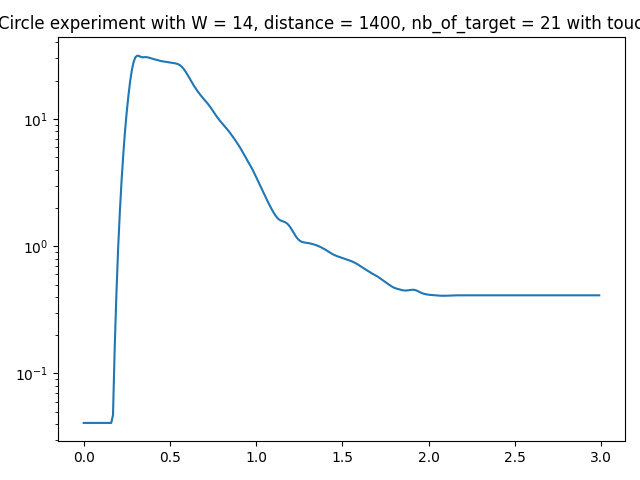 Circle experiment with W = 14, distance = 1400, nb_of_target = 21 with
10¹
10⁰
10⁻¹
0.0 0.5 1.0 1.5 2.0 2.5 3.0